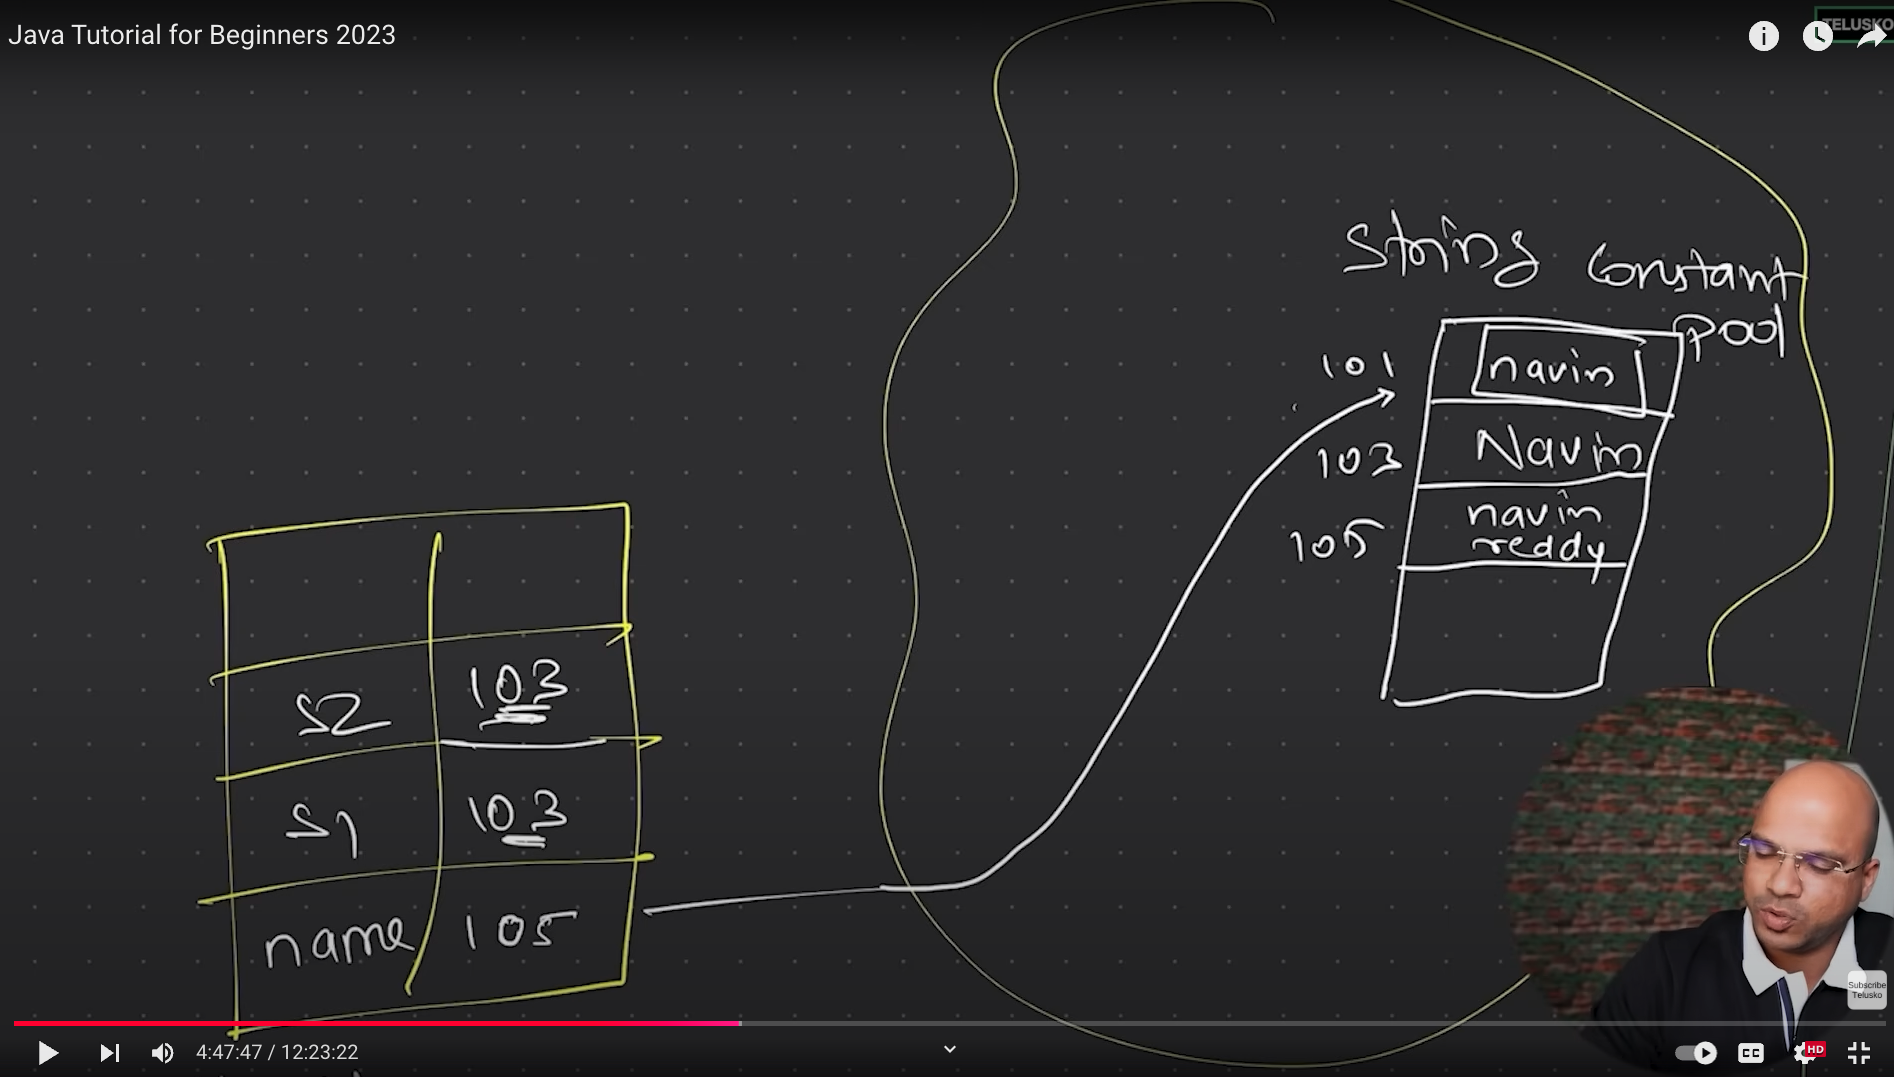 Java Tutorial for Beginners 2023
TELUSKO
String Constant
pool
101 navin
103 Navin
105 navin
reddy
S2 103
S1 103
name 105
Subscribe
Telusko
4:47:47 / 12:23:22
CC
HD